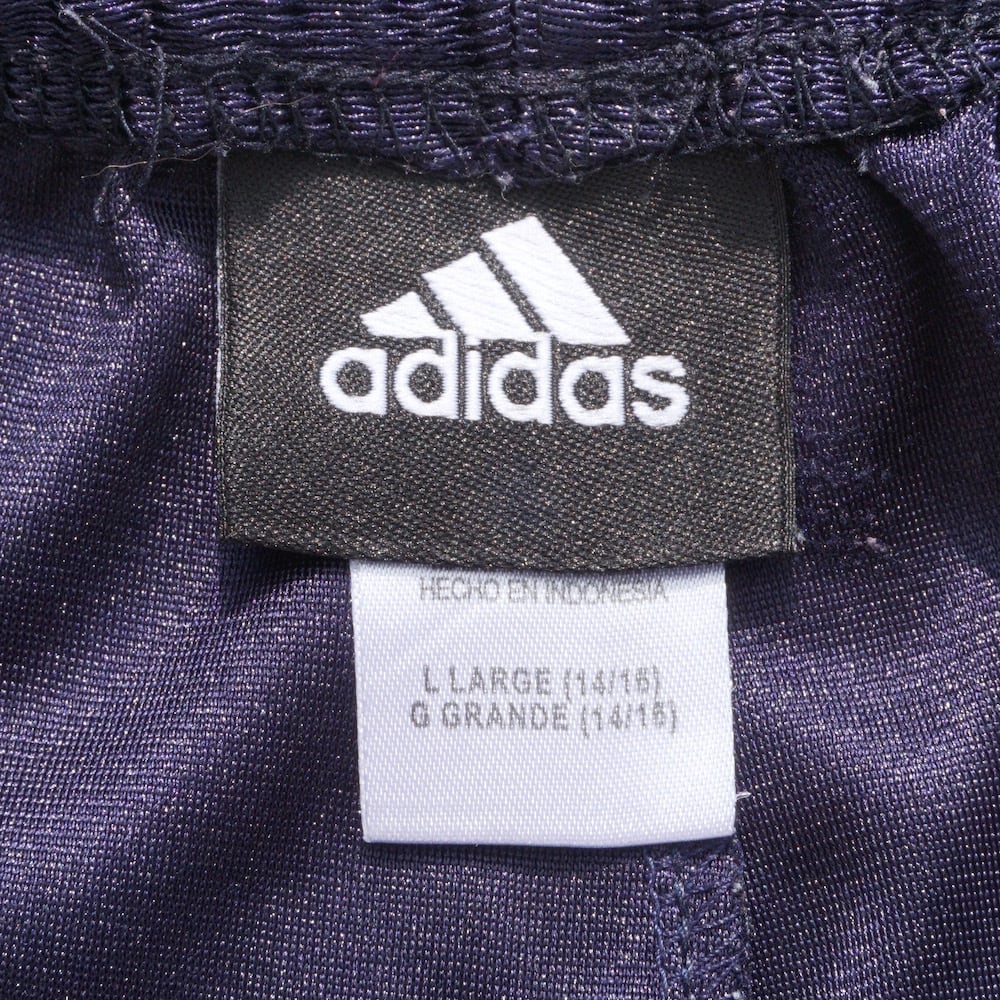 adidas
HECHO EN INDONESIA
L LARGE (14/16)
G GRANDE (14/16)